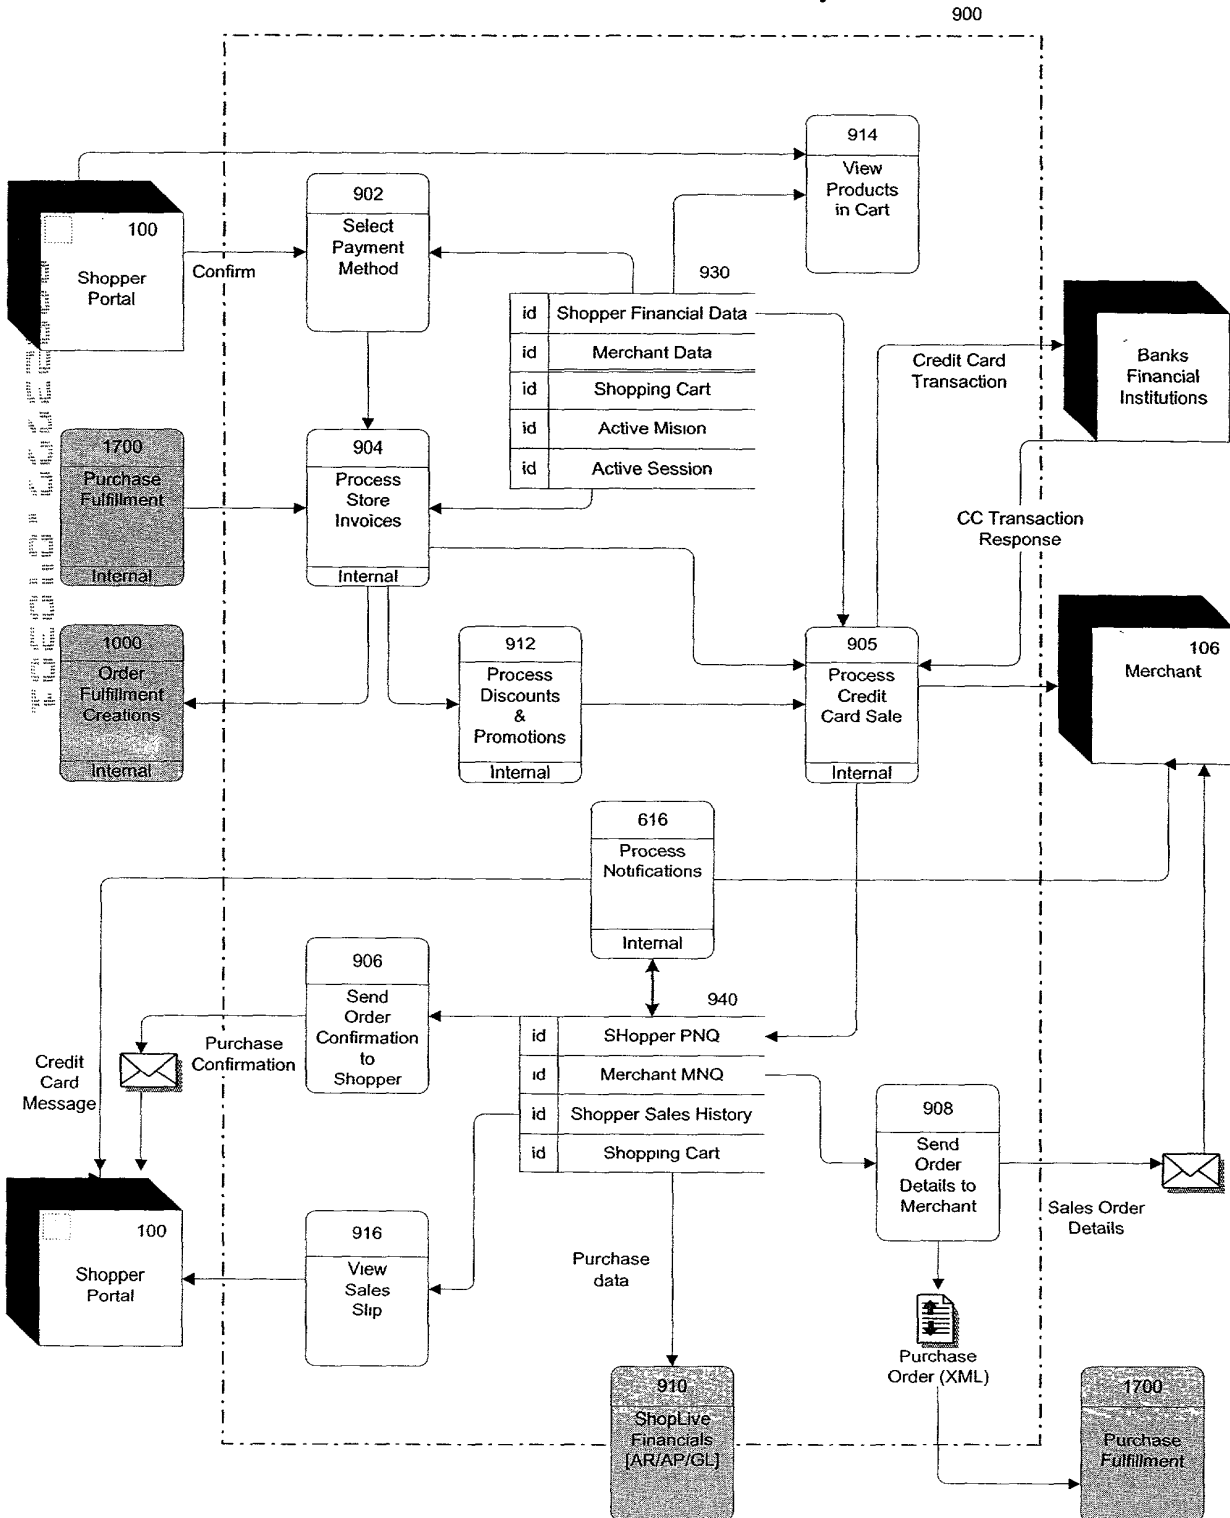 900
914
View
Products
in Cart
902
Select
Payment
Method
100
Shopper
Portal
Confirm
930
id Shopper Financial Data
id Merchant Data
id Shopping Cart
id Active Mision
id Active Session
Credit Card
Transaction
Banks
Financial
Institutions
1700
Purchase
Fulfillment
Internal
904
Process
Store
Invoices
Internal
CC Transaction
Response
1000
Order
Fulfillment
Creations
Internal
912
Process
Discounts
&
Promotions
Internal
905
Process
Credit
Card Sale
Internal
106
Merchant
616
Process
Notifications
Internal
906
Send
Order
Confirmation
to
Shopper
Purchase
Confirmation
Credit
Card
Message
940
id SHopper PNQ
id Merchant MNQ
id Shopper Sales History
id Shopping Cart
908
Send
Order
Details to
Merchant
Sales Order
Details
100
Shopper
Portal
916
View
Sales
Slip
Purchase
data
Purchase
Order (XML)
910
ShopLive
Financials
[AR/AP/GL]
1700
Purchase
Fulfillment